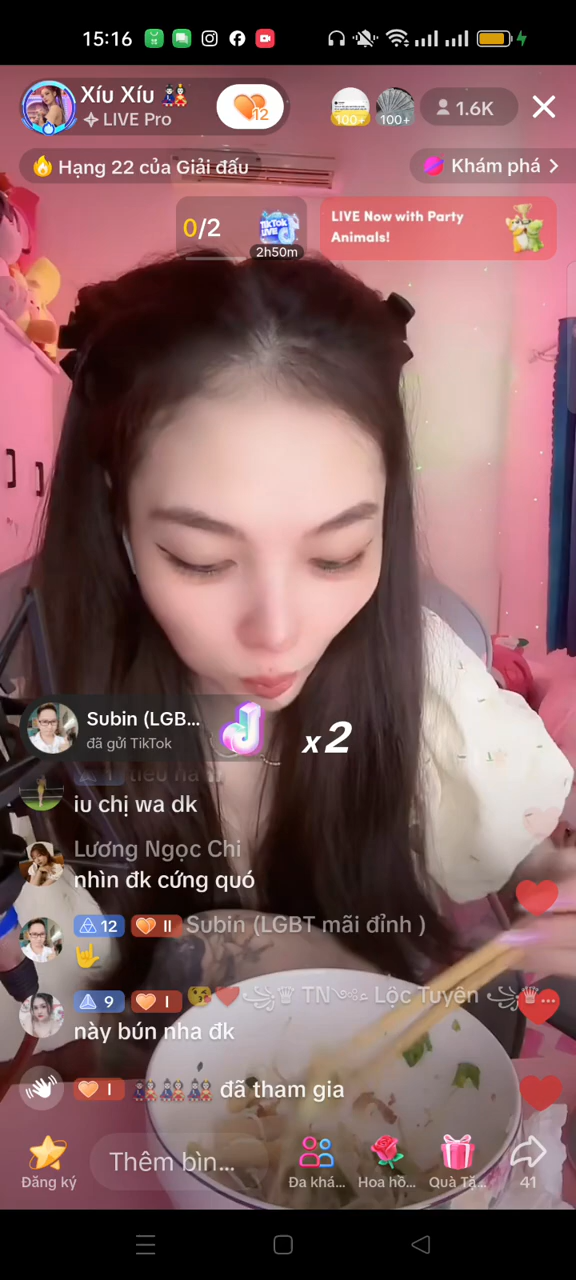 15:16
Xíu Xíu 🎎
LIVE Pro
12
100+
100+
1.6K
Hạng 22 của Giải đấu
Khám phá
0/2
TikTok LIVE
2h50m
LIVE Now with Party
Animals!
Subin (LGB...
đã gửi TikTok
x2
iu chị wa dk
Lương Ngọc Chi
nhìn đk cứng quó
12 II Subin (LGBT mãi đỉnh )
🤟
9 I 😘❤️꧁♕ TN༄ Lộc Tuyên ꧁♕...
này bún nha đk
I 🎎🎎🎎 đã tham gia
Đăng ký
Thêm bìn...
Đa khá...
Hoa hồ...
Quà Tặ...
41